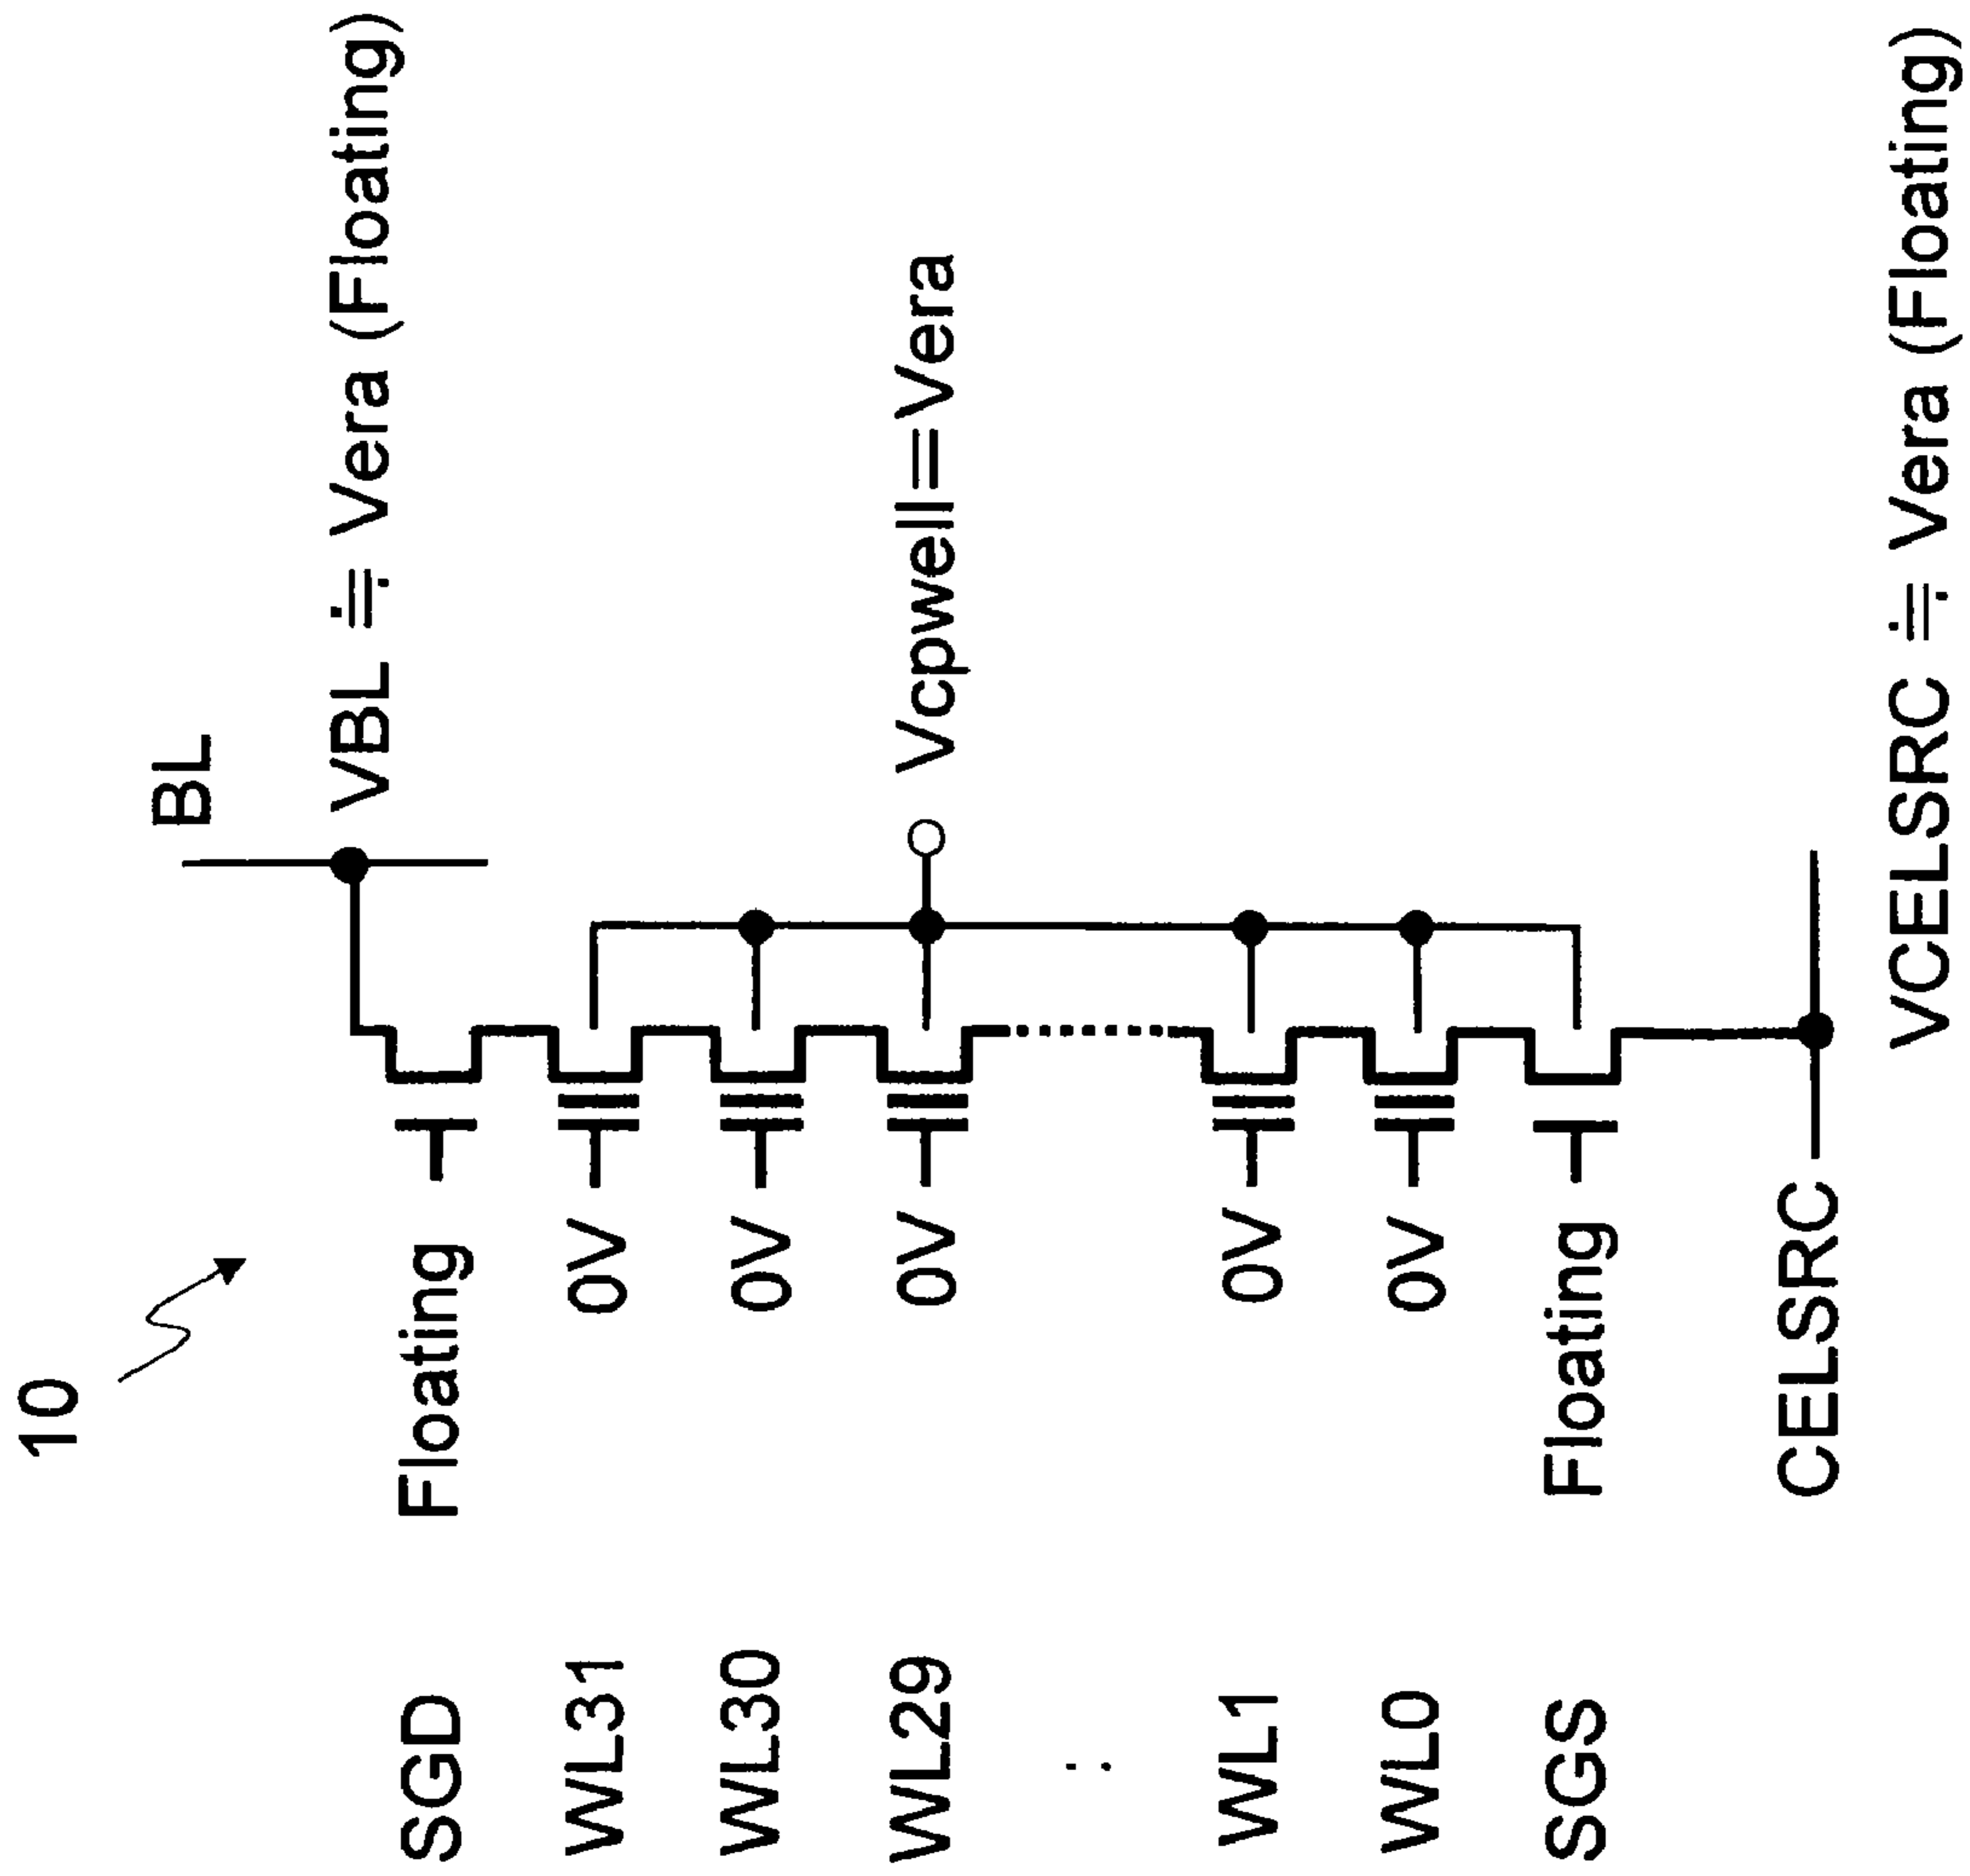 10
BL
VBL ≒ Vera (Floating)
SGD Floating
WL31 0V
WL30 0V
WL29 0V
Vcpwell=Vera
:
WL1 0V
WL0 0V
SGS Floating
CELSRC
VCELSRC ≒ Vera (Floating)